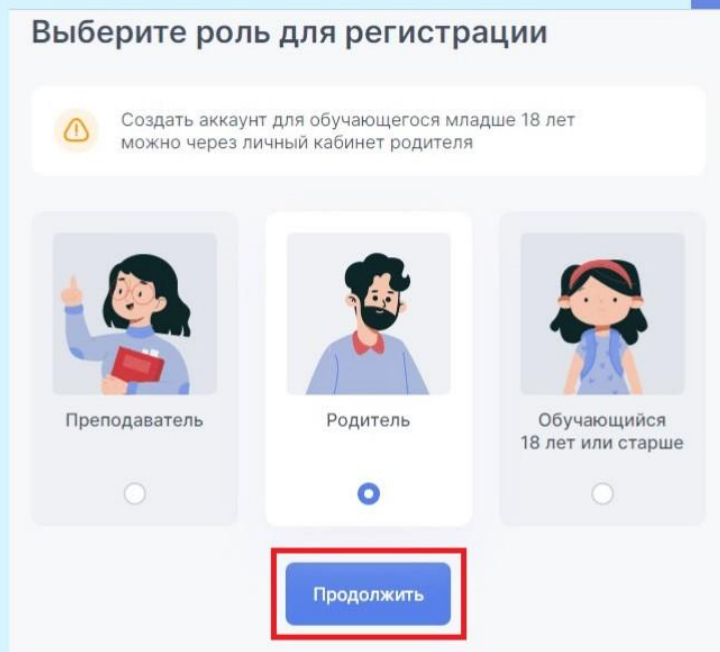 Выберите роль для регистрации
Создать аккаунт для обучающегося младше 18 лет
можно через личный кабинет родителя
Преподаватель
Родитель
Обучающийся
18 лет или старше
Продолжить